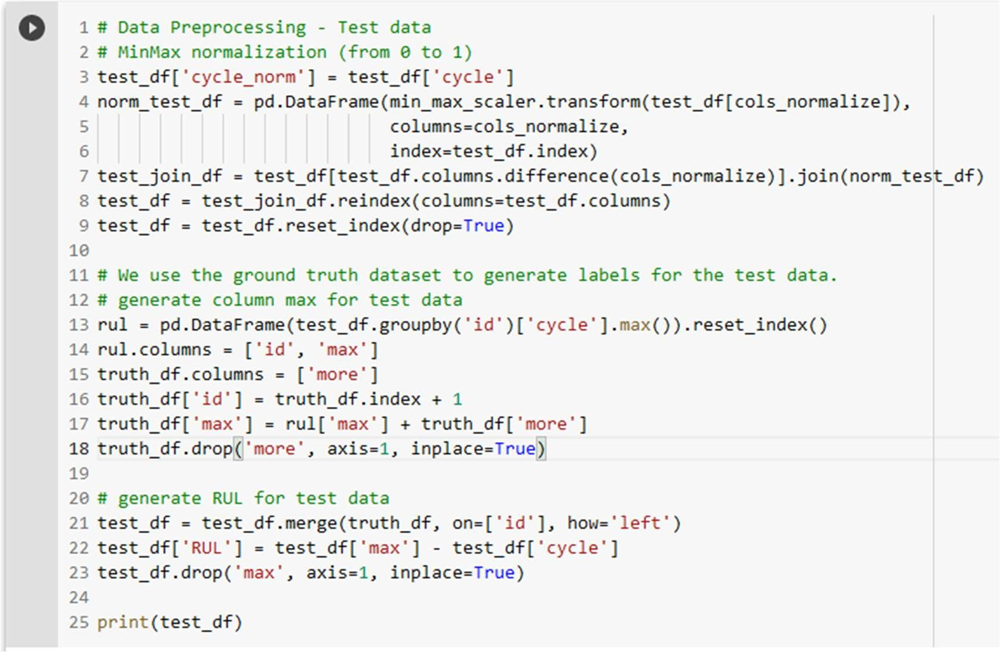 1 # Data Preprocessing - Test data
2 # MinMax normalization (from 0 to 1)
3 test_df['cycle_norm'] = test_df['cycle']
4 norm_test_df = pd.DataFrame(min_max_scaler.transform(test_df[cols_normalize]),
5                             columns=cols_normalize,
6                             index=test_df.index)
7 test_join_df = test_df[test_df.columns.difference(cols_normalize)].join(norm_test_df)
8 test_df = test_join_df.reindex(columns=test_df.columns)
9 test_df = test_df.reset_index(drop=True)
10
11 # We use the ground truth dataset to generate labels for the test data.
12 # generate column max for test data
13 rul = pd.DataFrame(test_df.groupby('id')['cycle'].max()).reset_index()
14 rul.columns = ['id', 'max']
15 truth_df.columns = ['more']
16 truth_df['id'] = truth_df.index + 1
17 truth_df['max'] = rul['max'] + truth_df['more']
18 truth_df.drop('more', axis=1, inplace=True)
19
20 # generate RUL for test data
21 test_df = test_df.merge(truth_df, on=['id'], how='left')
22 test_df['RUL'] = test_df['max'] - test_df['cycle']
23 test_df.drop('max', axis=1, inplace=True)
24
25 print(test_df)